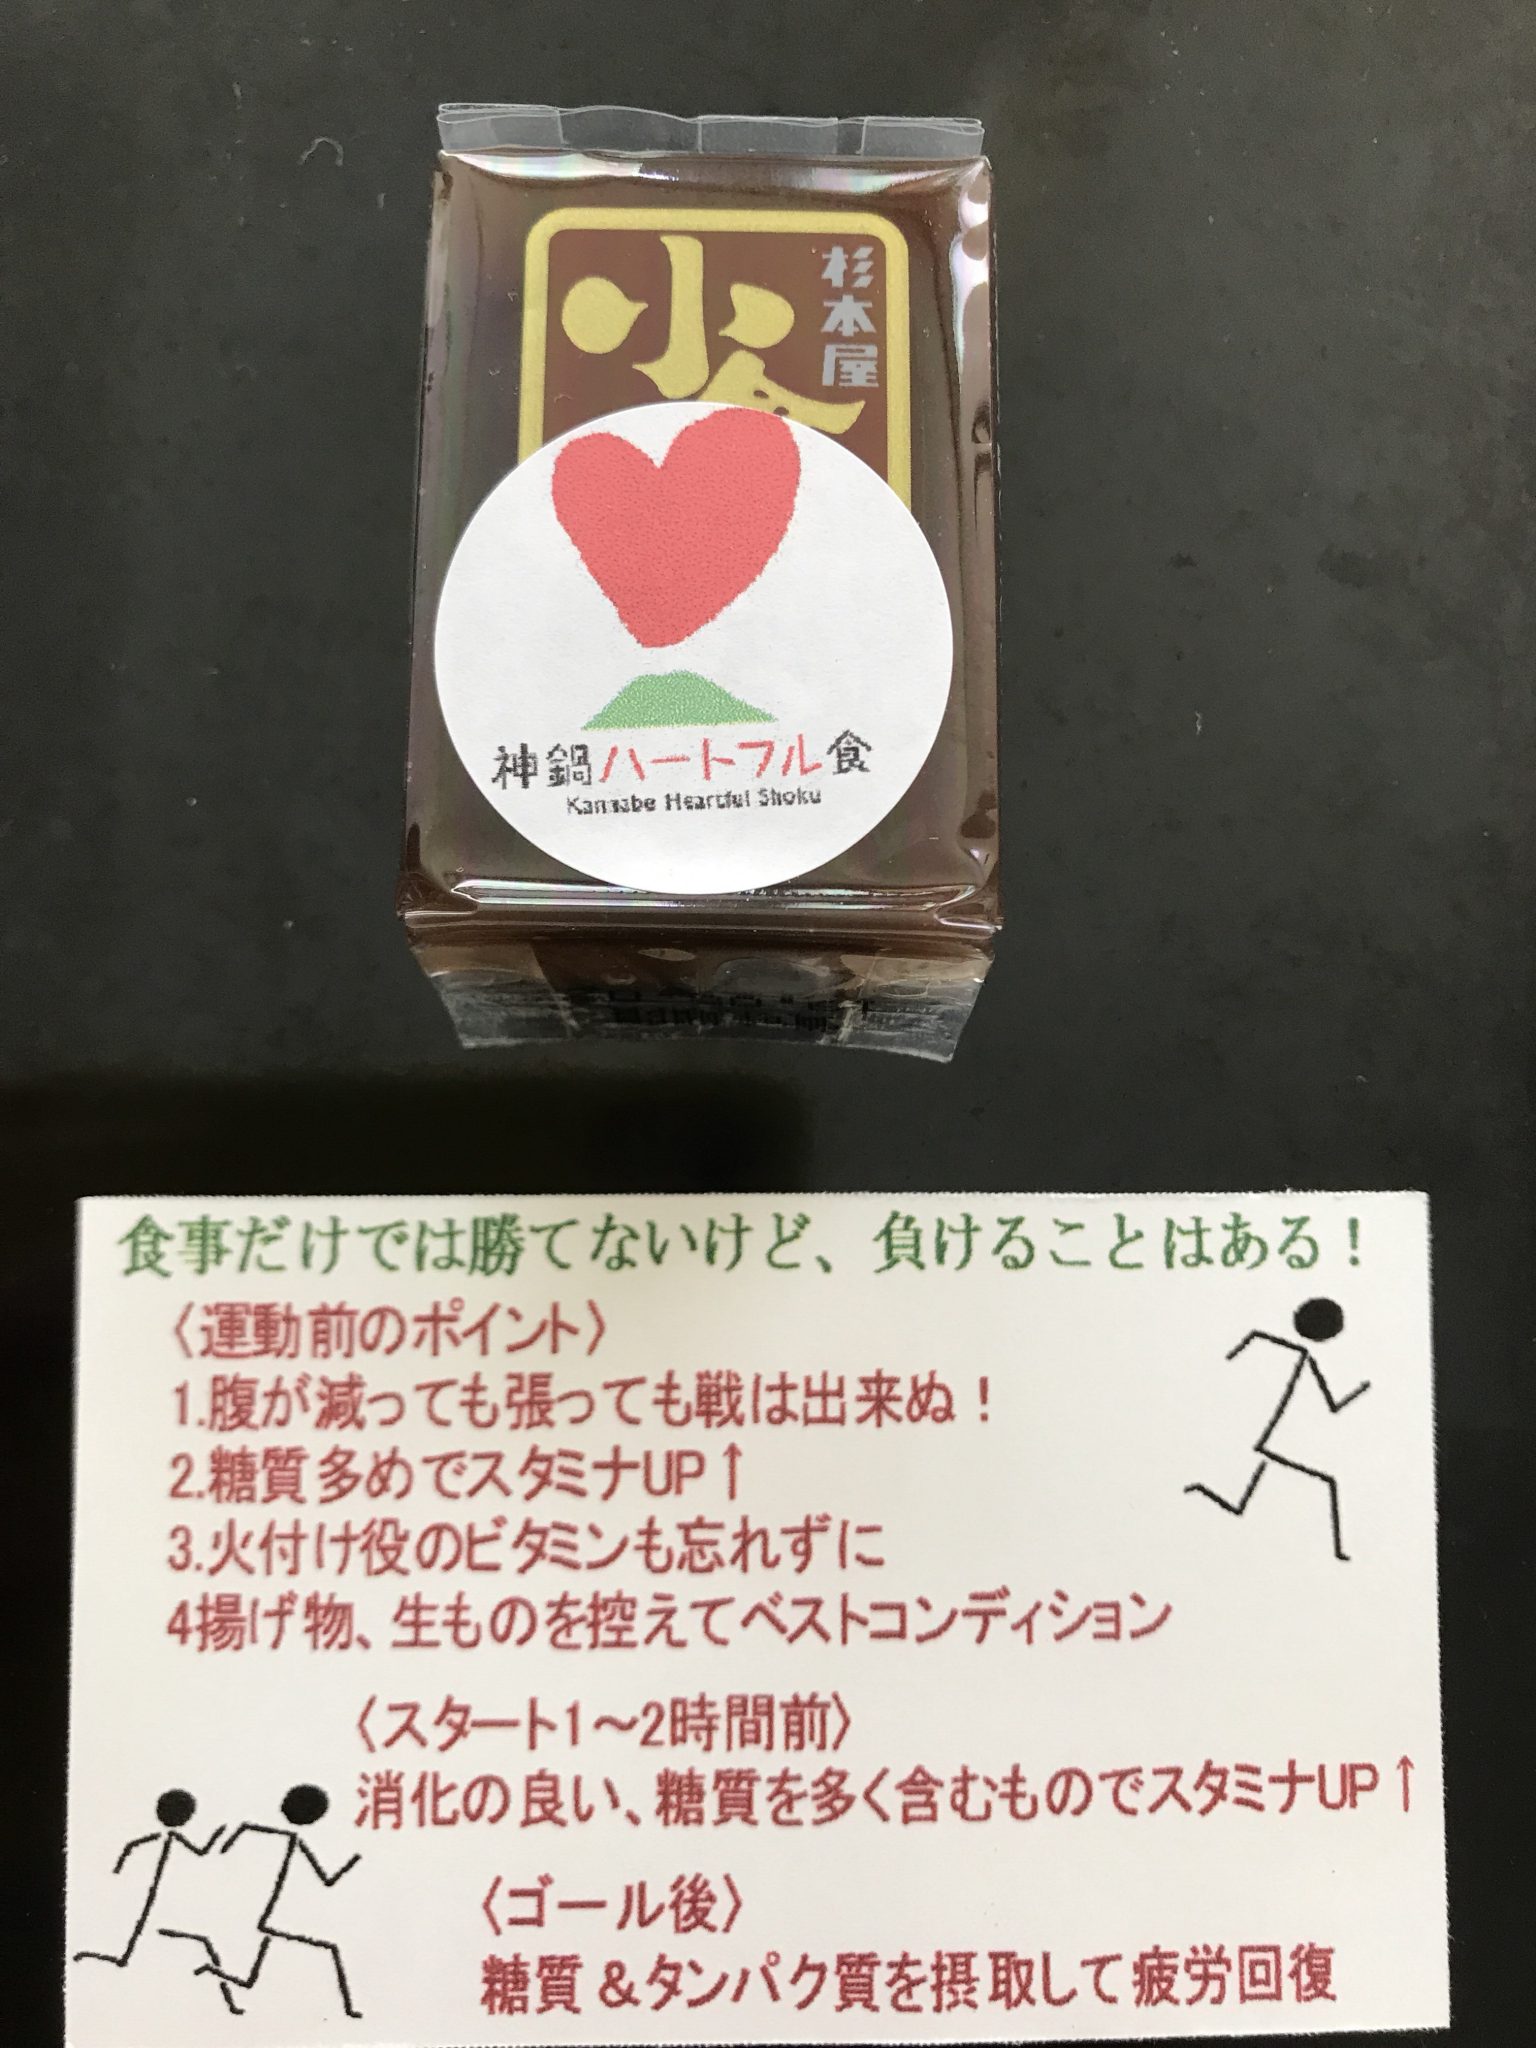 杉本屋
小
神鍋ハートフル食
Kannabe Heartful Shoku
食事だけでは勝てないけど、負けることはある！
〈運動前のポイント〉
1.腹が減っても張っても戦は出来ぬ！
2.糖質多めでスタミナUP↑
3.火付け役のビタミンも忘れずに
4揚げ物、生ものを控えてベストコンディション
〈スタート1〜2時間前〉
消化の良い、糖質を多く含むものでスタミナUP↑
〈ゴール後〉
糖質＆タンパク質を摂取して疲労回復